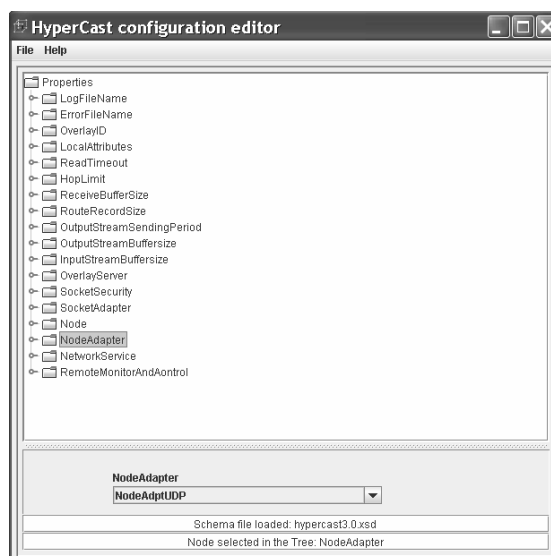 HyperCast configuration editor
File Help
Properties
LogFileName
ErrorFileName
OverlayID
LocalAttributes
ReadTimeout
HopLimit
ReceiveBufferSize
RouteRecordSize
OutputStreamSendingPeriod
OutputStreamBuffersize
InputStreamBuffersize
OverlayServer
SocketSecurity
SocketAdapter
Node
NodeAdapter
NetworkService
RemoteMonitorAndAontrol
NodeAdapter
NodeAdptUDP
Schema file loaded: hypercast3.0.xsd
Node selected in the Tree: NodeAdapter